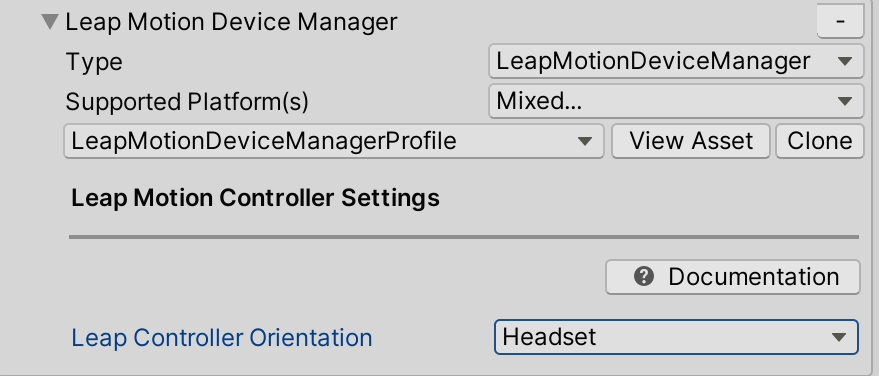 Leap Motion Device Manager -
Type LeapMotionDeviceManager
Supported Platform(s) Mixed...
LeapMotionDeviceManagerProfile View Asset Clone
Leap Motion Controller Settings
? Documentation
Leap Controller Orientation Headset